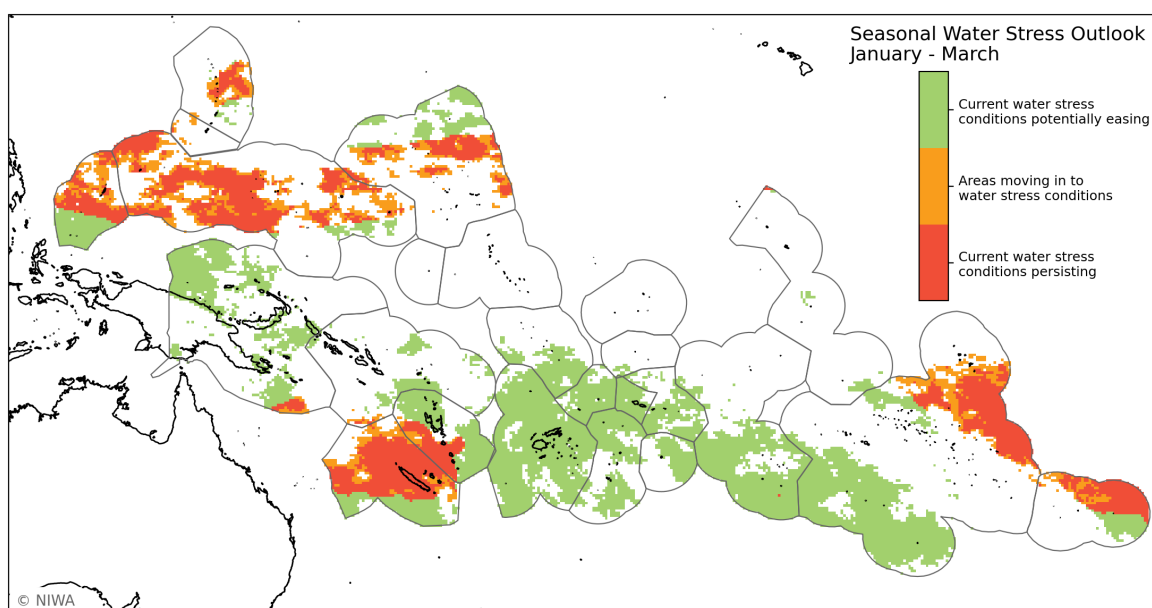 Seasonal Water Stress Outlook
January - March
Current water stress
conditions potentially easing
Areas moving in to
water stress conditions
Current water stress
conditions persisting
© NIWA